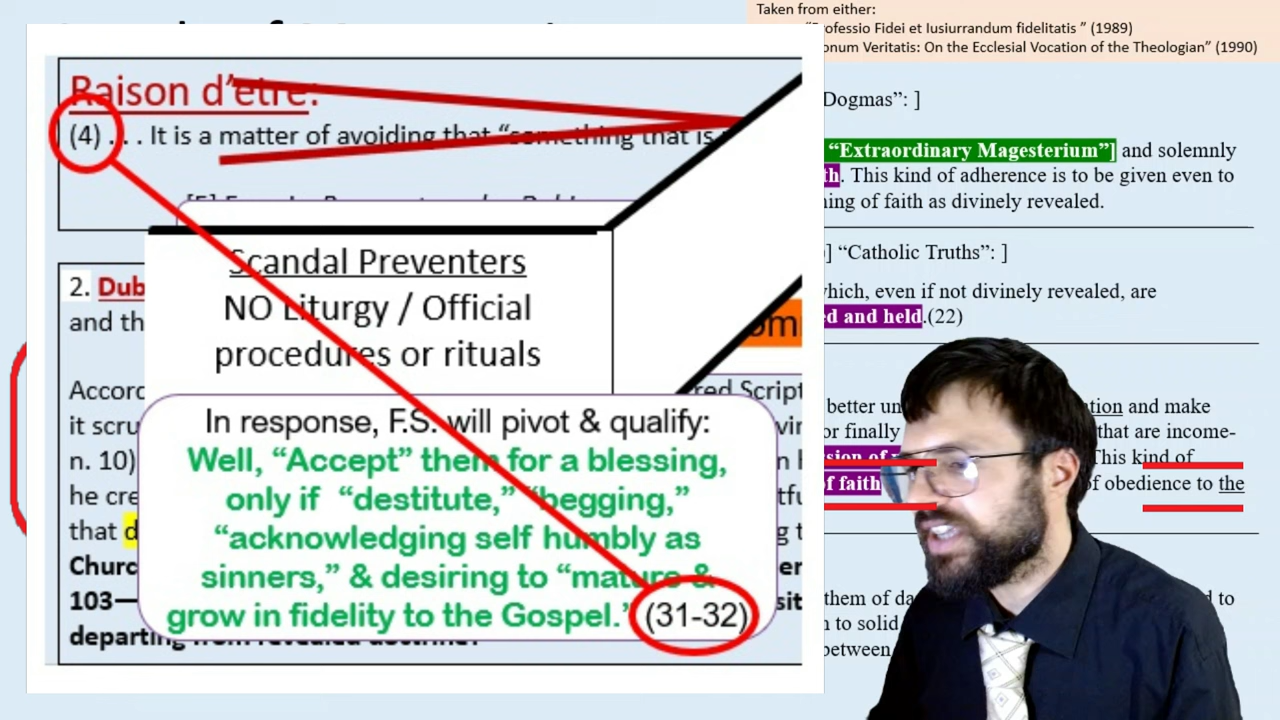 Taken from either:
"Professio Fidei et Iusiurrandum fidelitatis " (1989)
onum Veritatis: On the Ecclesial Vocation of the Theologian" (1990)
Raison d'etre:
(4) . . . It is a matter of avoiding that "something that is
Scandal Preventers
NO Liturgy / Official
procedures or rituals
2. Dub
and th
Accord
it scru
n. 10)
he cre
that d
Churc
103—
departing from revealed doctrine.
red Script
In response, F.S. will pivot & qualify:
Well, "Accept" them for a blessing,
only if "destitute," "begging,"
"acknowledging self humbly as
sinners," & desiring to "mature &
grow in fidelity to the Gospel." (31-32)
Dogmas": ]
"Extraordinary Magesterium"] and solemnly
th. This kind of adherence is to be given even to
ning of faith as divinely revealed.
] "Catholic Truths": ]
which, even if not divinely revealed, are
ed and held.(22)
better un
tion and make
or finally
that are income-
This kind of
of faith
of obedience to the
them of da
d to
n to solid
between